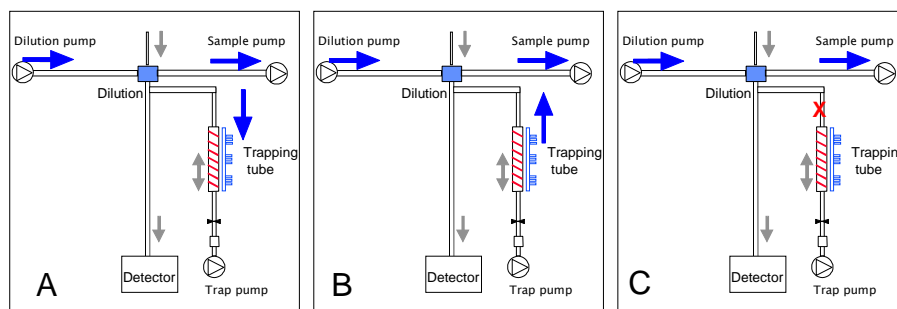 Dilution pump
Sample pump
Dilution
Trapping
tube
Detector
Trap pump
A
Dilution pump
Sample pump
Dilution
Trapping
tube
Detector
Trap pump
B
Dilution pump
Sample pump
Dilution
X
Trapping
tube
Detector
Trap pump
C